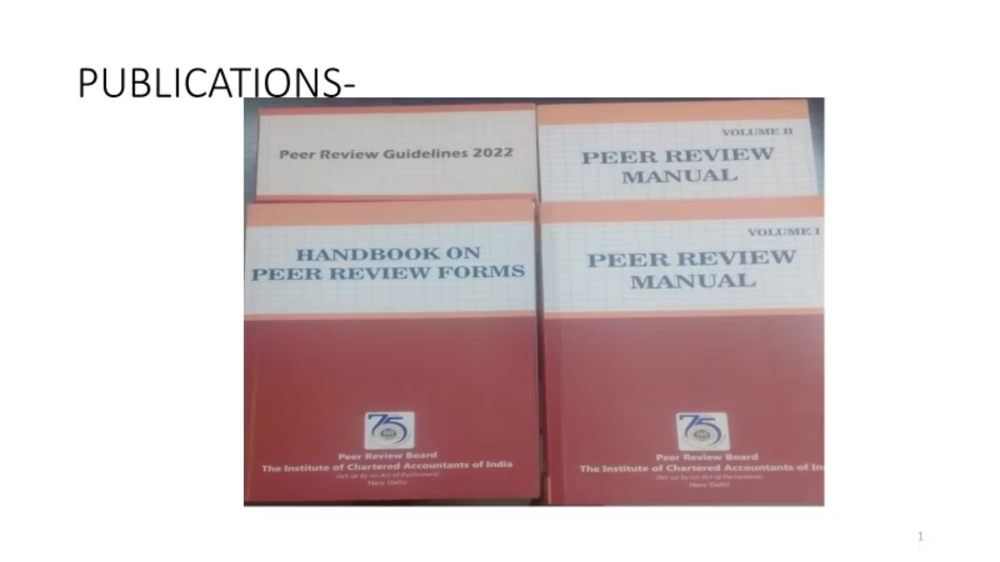 PUBLICATIONS-
Peer Review Guidelines 2022
VOLUME II
PEER REVIEW
MANUAL
HANDBOOK ON
PEER REVIEW FORMS
75
Peer Review Board
The Institute of Chartered Accountants of India
(Set up by an Act of Parliament)
New Delhi
VOLUME I
PEER REVIEW
MANUAL
75
Peer Review Board
The Institute of Chartered Accountants of In
(Set up by an Act of Parliament)
New Delhi
1